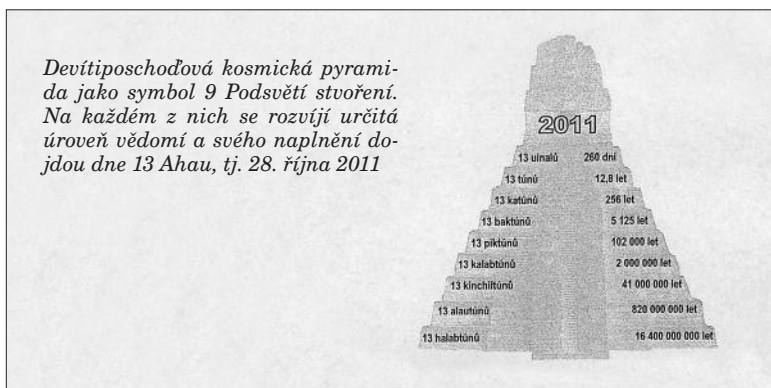 Devítiposchoďová kosmická pyrami-
da jako symbol 9 Podsvětí stvoření.
Na každém z nich se rozvíjí určitá
úroveň vědomí a svého naplnění do-
jdou dne 13 Ahau, tj. 28. října 2011
2011
13 uinalů 260 dní
13 túnů 12,8 let
13 katúnů 256 let
13 baktúnů 5 125 let
13 piktúnů 102 000 let
13 kalabtúnů 2 000 000 let
13 kinchiltúnů 41 000 000 let
13 alautúnů 820 000 000 let
13 halabtúnů 16 400 000 000 let